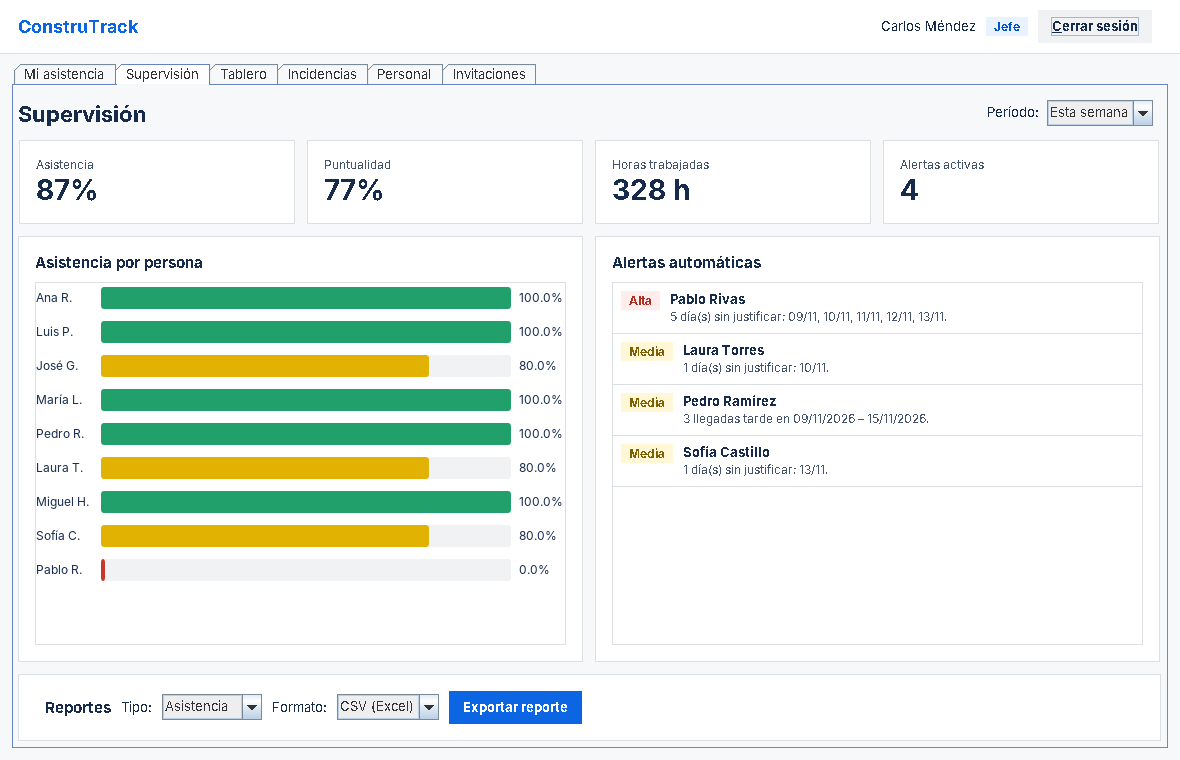 ConstruTrack
Carlos Méndez Jefe Cerrar sesión
Mi asistencia Supervisión Tablero Incidencias Personal Invitaciones
Supervisión
Período: Esta semana
Asistencia
87%
Puntualidad
77%
Horas trabajadas
328 h
Alertas activas
4
Asistencia por persona
Ana R. 100.0%
Luis P. 100.0%
José G. 80.0%
María L. 100.0%
Pedro R. 100.0%
Laura T. 80.0%
Miguel H. 100.0%
Sofía C. 80.0%
Pablo R. 0.0%
Alertas automáticas
Alta Pablo Rivas
5 día(s) sin justificar: 09/11, 10/11, 11/11, 12/11, 13/11.
Media Laura Torres
1 día(s) sin justificar: 10/11.
Media Pedro Ramírez
3 llegadas tarde en 09/11/2026 – 15/11/2026.
Media Sofía Castillo
1 día(s) sin justificar: 13/11.
Reportes Tipo: Asistencia Formato: CSV (Excel) Exportar reporte